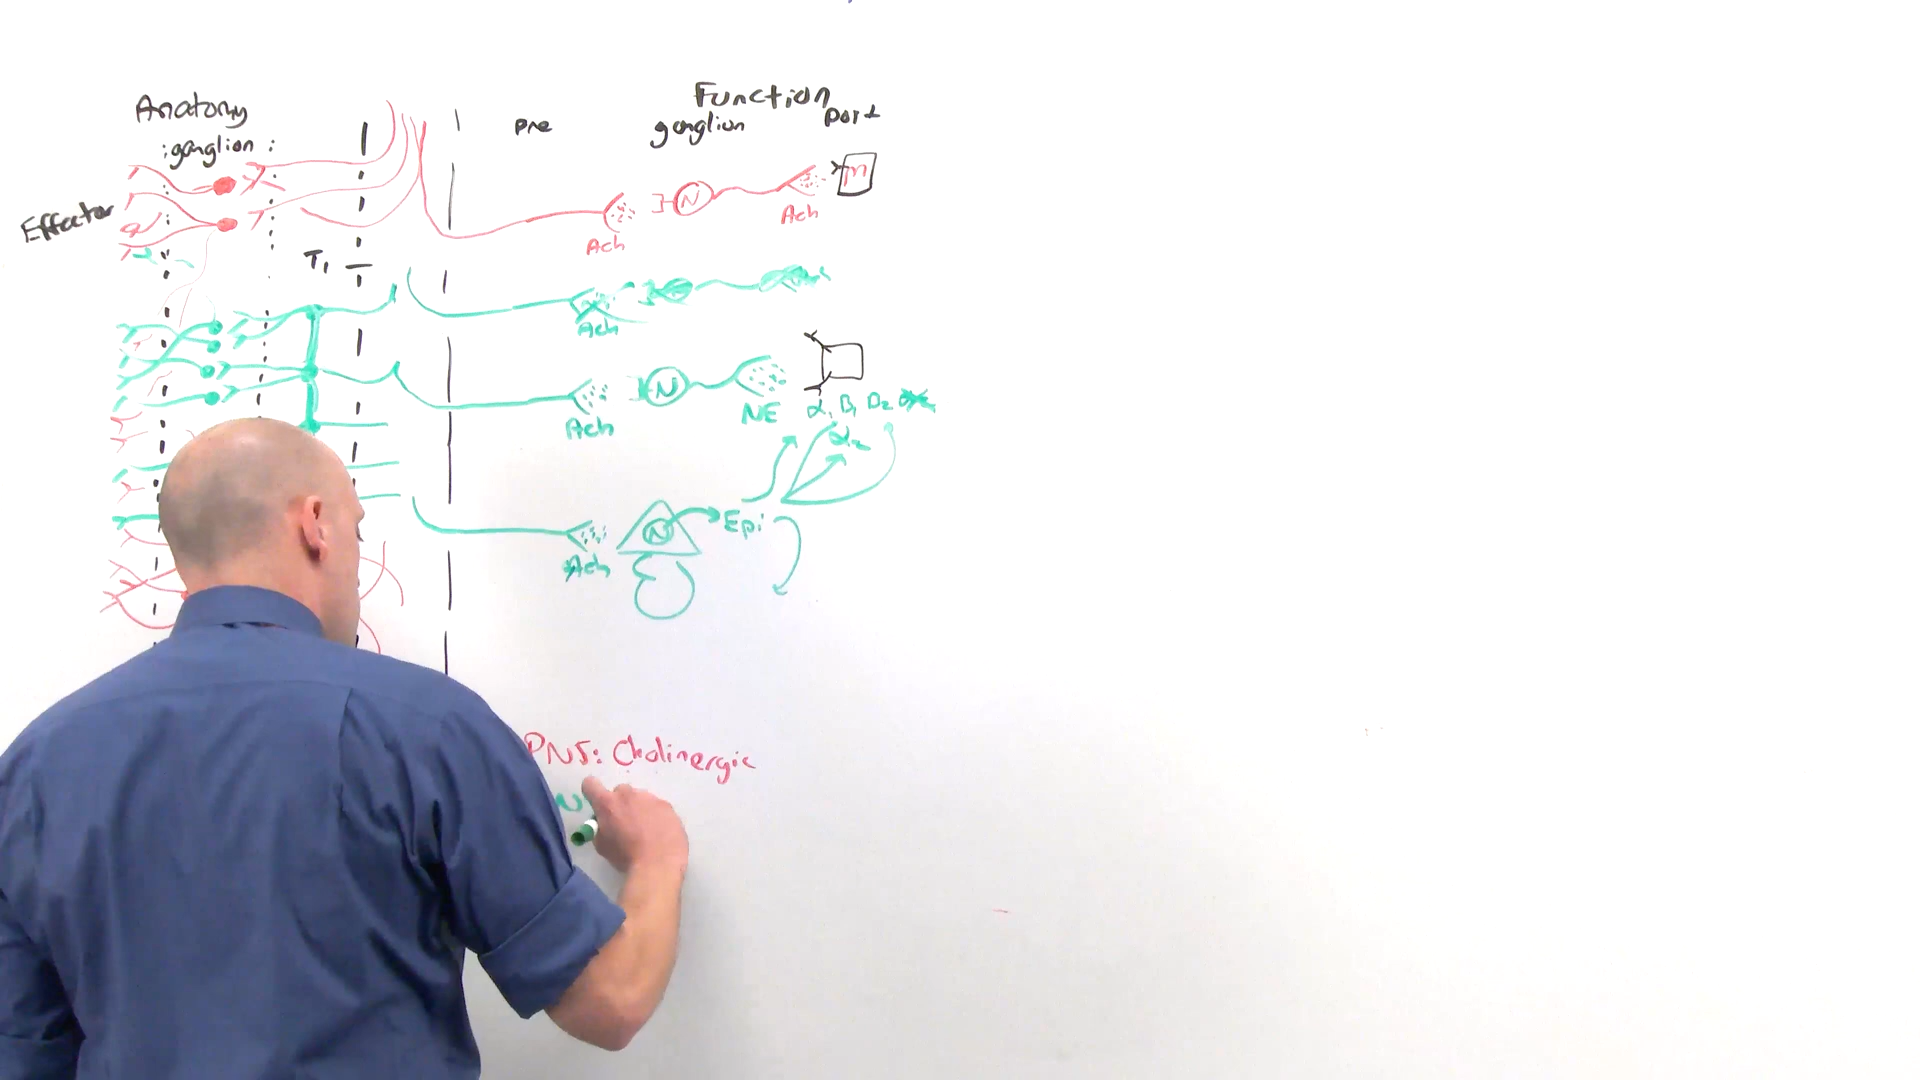 Anatomy
Function
pre
ganglion
Post
ganglion
Effector
N
m
Ach
Ach
T1
Ach
N
Ach
NE
α1 B1 D2
α2
N
Epi
Ach
PNS: Cholinergic
N